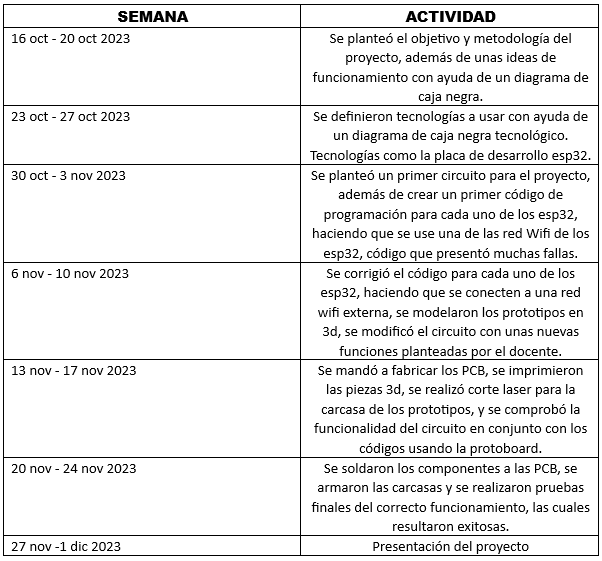 SEMANA
ACTIVIDAD
16 oct - 20 oct 2023
Se planteó el objetivo y metodología del
proyecto, además de unas ideas de
funcionamiento con ayuda de un diagrama de
caja negra.
23 oct - 27 oct 2023
Se definieron tecnologías a usar con ayuda de
un diagrama de caja negra tecnológico.
Tecnologías como la placa de desarrollo esp32.
30 oct - 3 nov 2023
Se planteó un primer circuito para el proyecto,
además de crear un primer código de
programación para cada uno de los esp32,
haciendo que se use una de las red Wifi de los
esp32, código que presentó muchas fallas.
6 nov - 10 nov 2023
Se corrigió el código para cada uno de los
esp32, haciendo que se conecten a una red
wifi externa, se modelaron los prototipos en
3d, se modificó el circuito con unas nuevas
funciones planteadas por el docente.
13 nov - 17 nov 2023
Se mandó a fabricar los PCB, se imprimieron
las piezas 3d, se realizó corte laser para la
carcasa de los prototipos, y se comprobó la
funcionalidad del circuito en conjunto con los
códigos usando la protoboard.
20 nov - 24 nov 2023
Se soldaron los componentes a las PCB, se
armaron las carcasas y se realizaron pruebas
finales del correcto funcionamiento, las cuales
resultaron exitosas.
27 nov -1 dic 2023
Presentación del proyecto